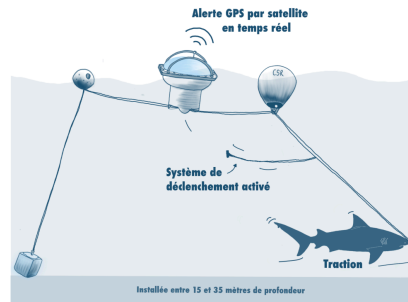 Alerte GPS par satellite
en temps réel
CSR
Système de
déclenchement activé
Traction
Installée entre 15 et 35 mètres de profondeur